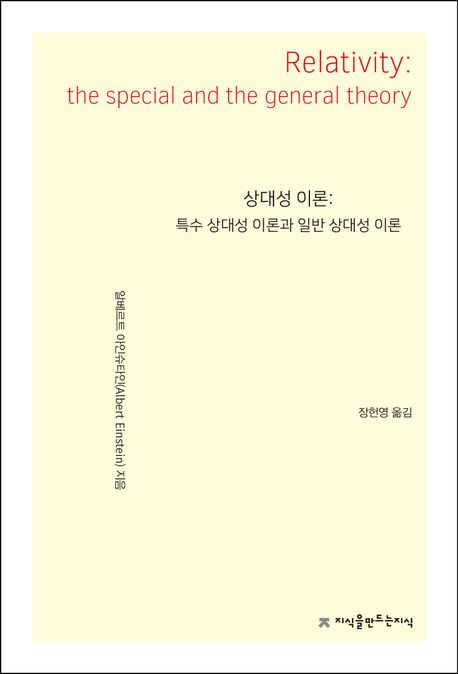 Relativity:
the special and the general theory
상대성 이론:
특수 상대성 이론과 일반 상대성 이론
알베르트 아인슈타인(Albert Einstein) 지음
장헌영 옮김
지식을만드는지식